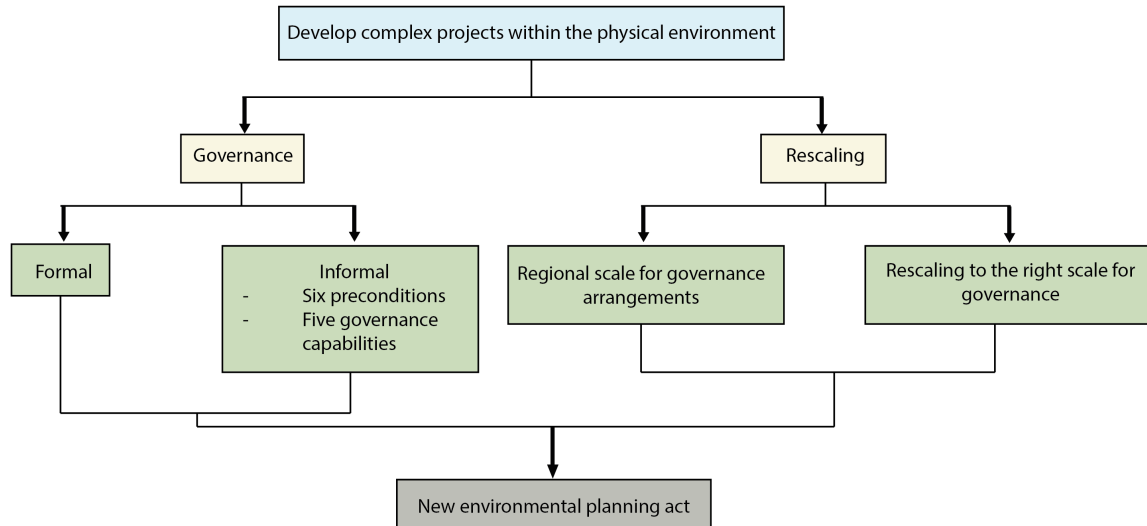 Develop complex projects within the physical environment
Governance
Rescaling
Formal
Informal
- Six preconditions
- Five governance
capabilities
Regional scale for governance
arrangements
Rescaling to the right scale for
governance
New environmental planning act